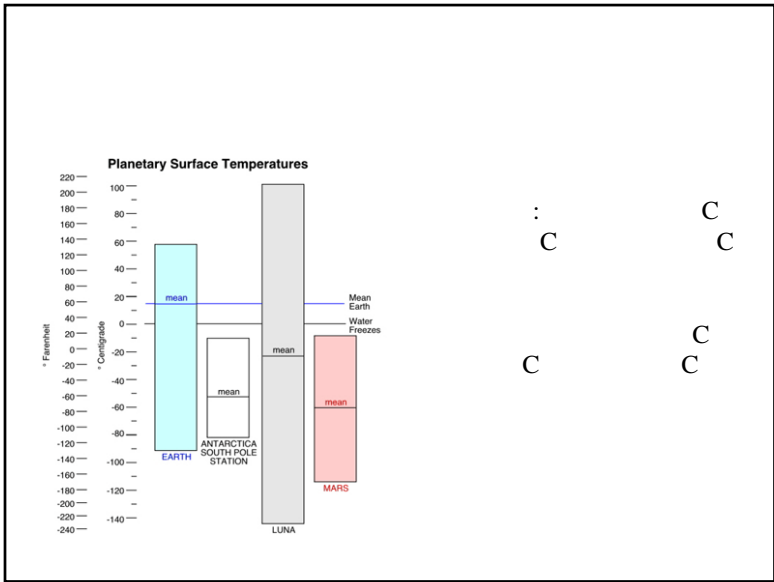 Planetary Surface Temperatures
220
200
180
160
140
120
100
80
60
40
20
0
-20
-40
-60
-80
-100
-120
-140
-160
-180
-200
-220
-240
° Farenheit
100
80
60
40
20
0
-20
-40
-60
-80
-100
-120
-140
° Centigrade
mean
EARTH
mean
ANTARCTICA
SOUTH POLE
STATION
mean
LUNA
mean
MARS
Mean
Earth
Water
Freezes
: C
C C
C
C C